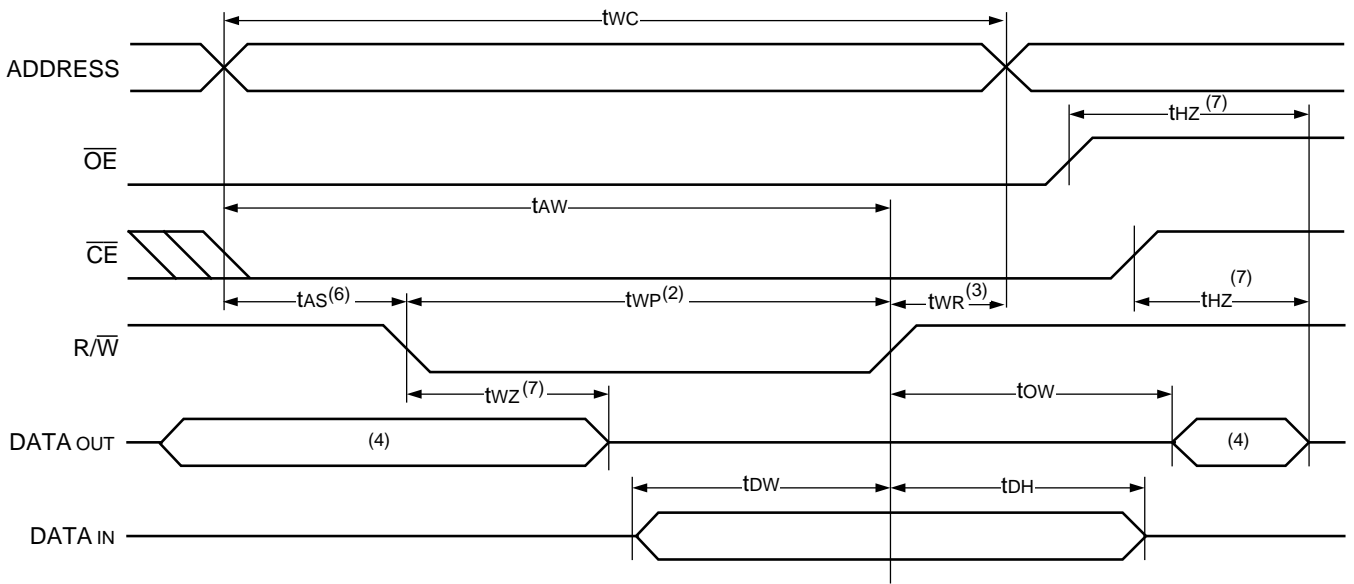 tWC
ADDRESS
tHZ (7)
OE
tAW
CE
tAS(6)
tWP(2)
tWR(3)
(7)
tHZ
R/W
tWZ (7)
tOW
DATA OUT
(4)
(4)
tDW
tDH
DATA IN